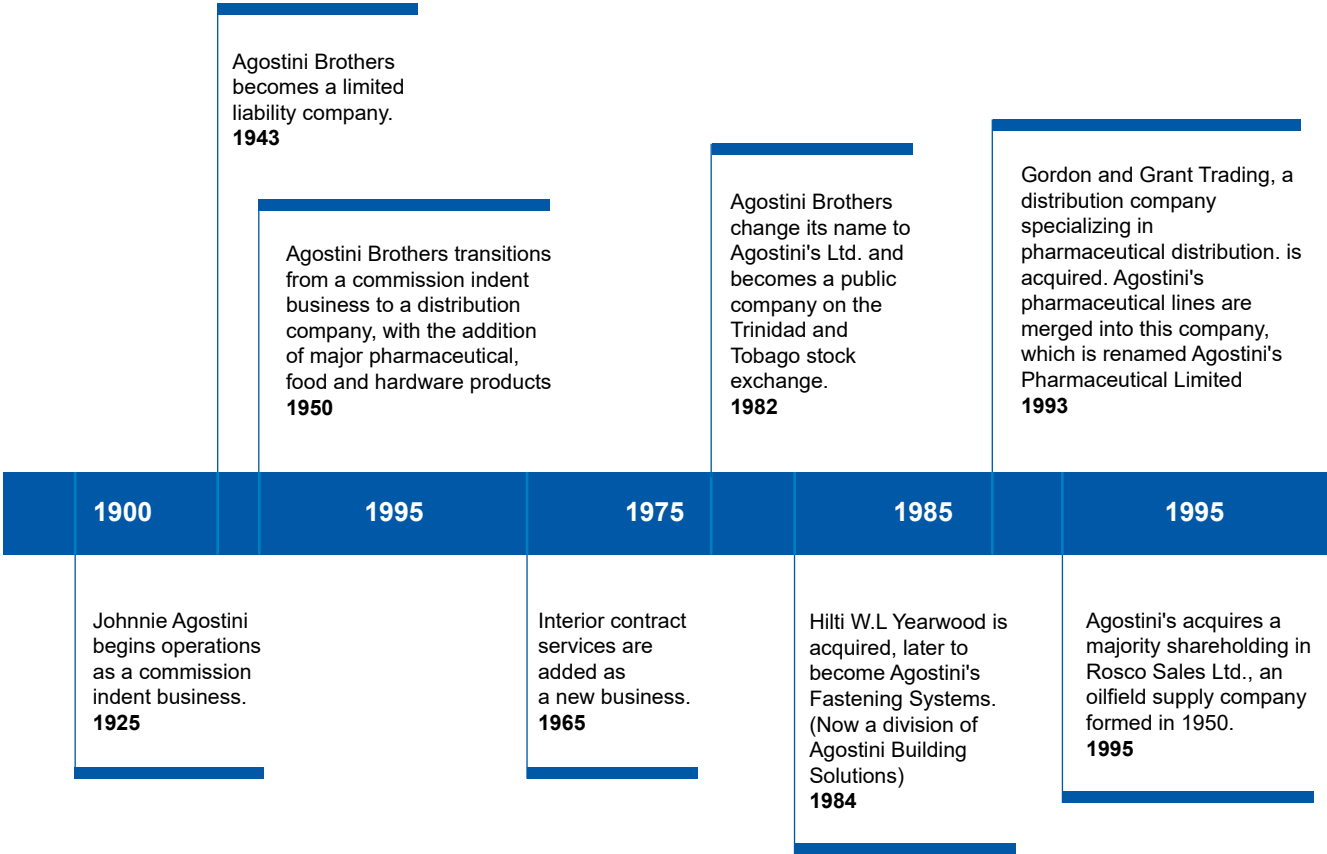 Agostini Brothers
becomes a limited
liability company.
1943
Agostini Brothers transitions
from a commission indent
business to a distribution
company, with the addition
of major pharmaceutical,
food and hardware products
1950
Agostini Brothers
change its name to
Agostini's Ltd. and
becomes a public
company on the
Trinidad and
Tobago stock
exchange.
1982
Gordon and Grant Trading, a
distribution company
specializing in
pharmaceutical distribution. is
acquired. Agostini's
pharmaceutical lines are
merged into this company,
which is renamed Agostini's
Pharmaceutical Limited
1993
1900
1995
1975
1985
1995
Johnnie Agostini
begins operations
as a commission
indent business.
1925
Interior contract
services are
added as
a new business.
1965
Hilti W.L Yearwood is
acquired, later to
become Agostini's
Fastening Systems.
(Now a division of
Agostini Building
Solutions)
1984
Agostini's acquires a
majority shareholding in
Rosco Sales Ltd., an
oilfield supply company
formed in 1950.
1995